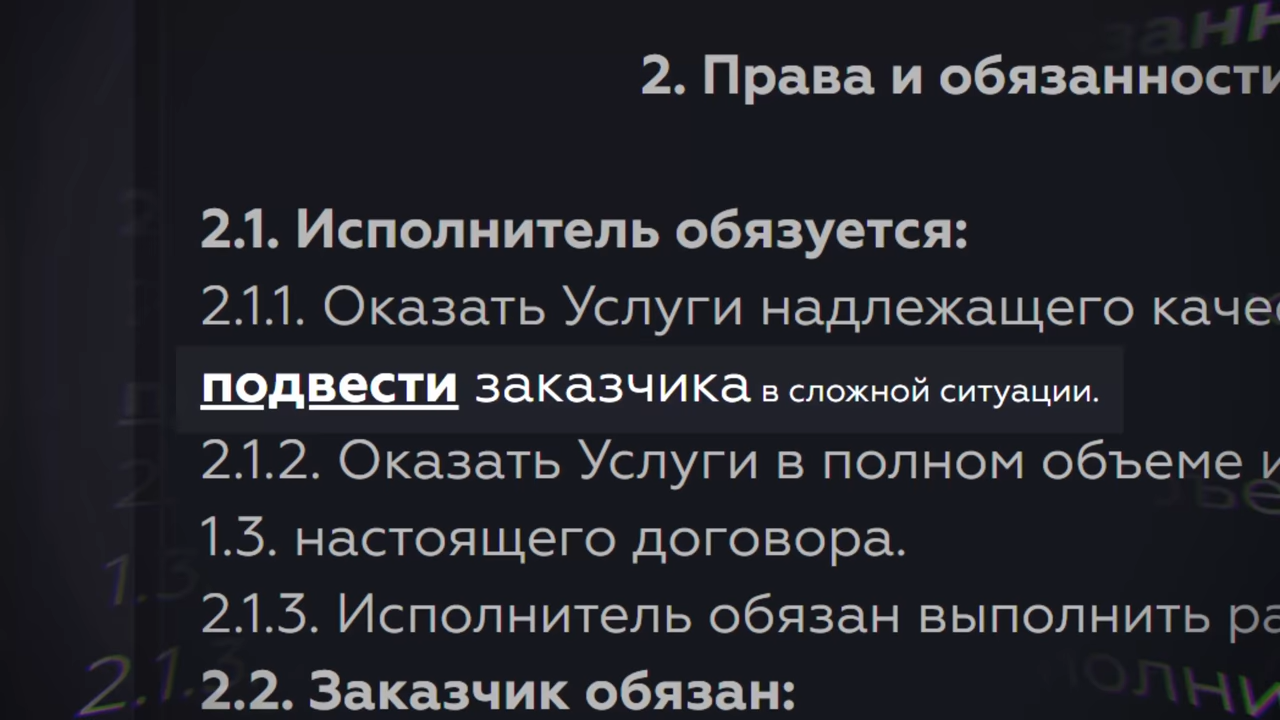 2. Права и обязанности
2.1. Исполнитель обязуется:
2.1.1. Оказать Услуги надлежащего каче
подвести заказчика в сложной ситуации.
2.1.2. Оказать Услуги в полном объеме и
1.3. настоящего договора.
2.1.3. Исполнитель обязан выполнить ра
2.2. Заказчик обязан: